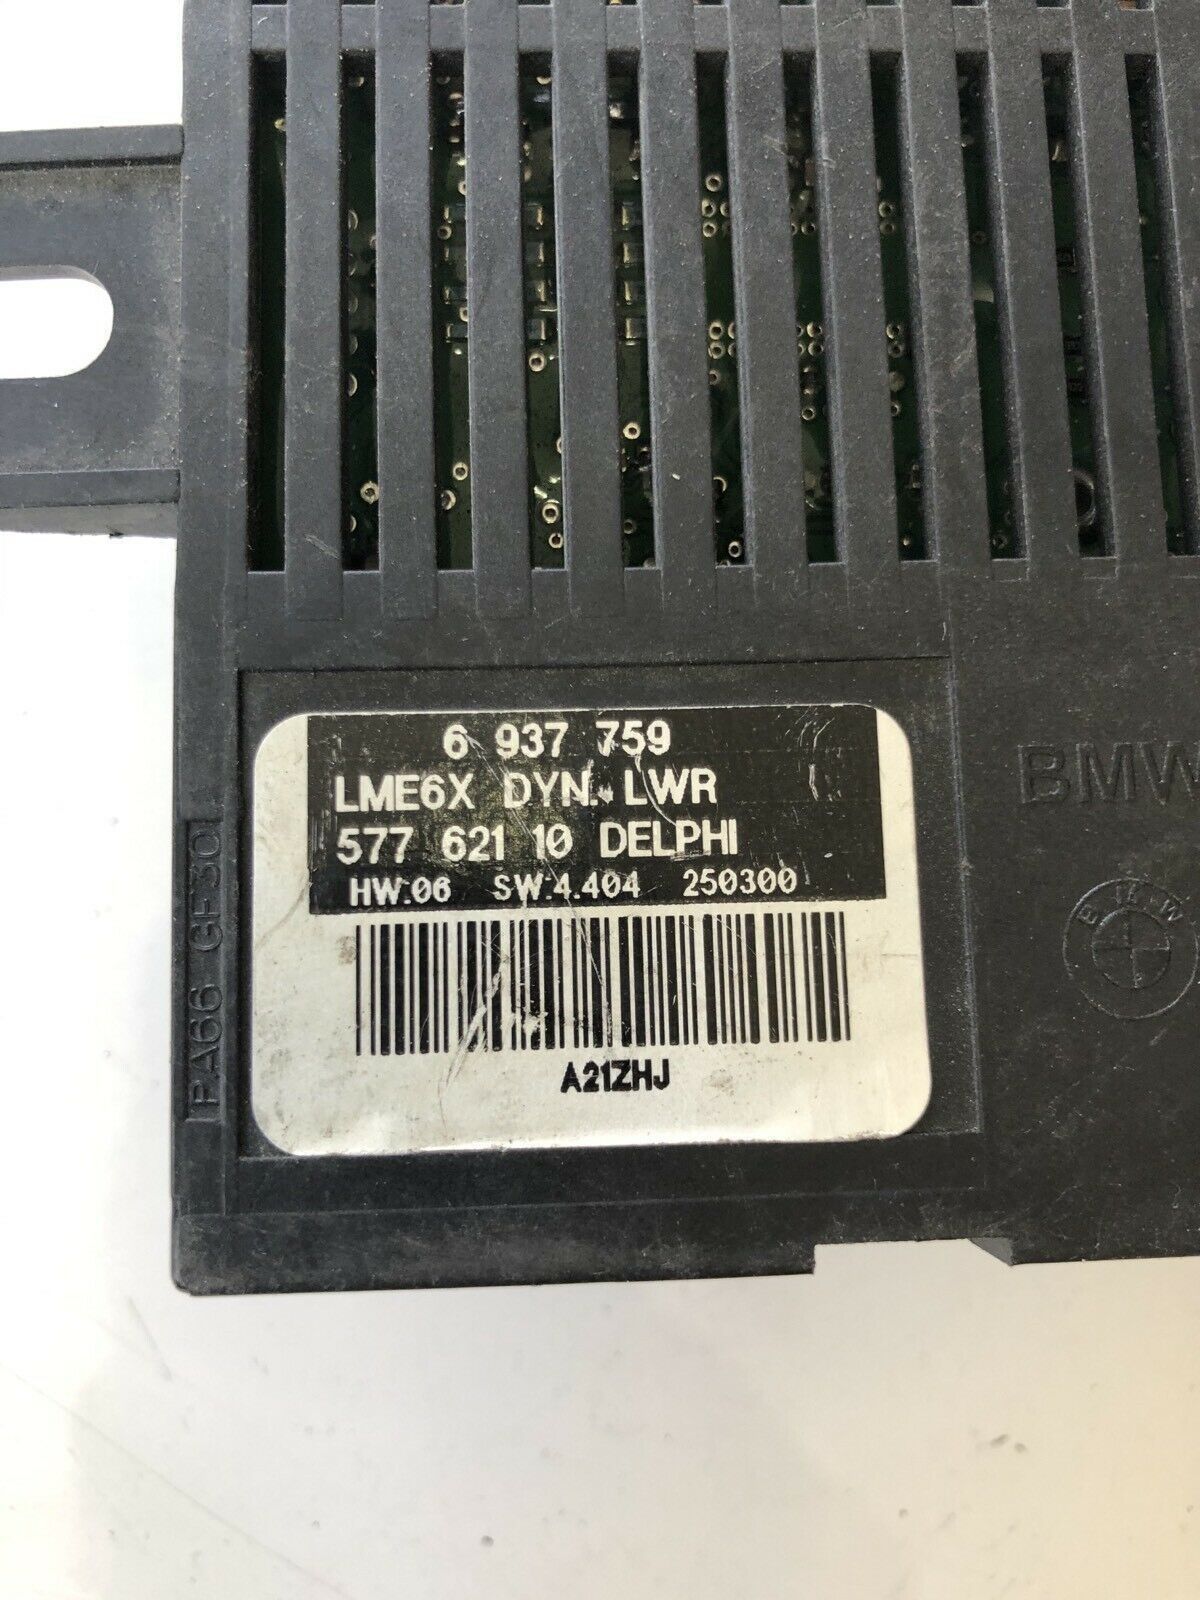 6 937 759
LME6X DYN. LWR
577 621 10 DELPHI
HW:06 SW:4.404 250300
A21ZHJ
PA66 GF30
BMW
BMW